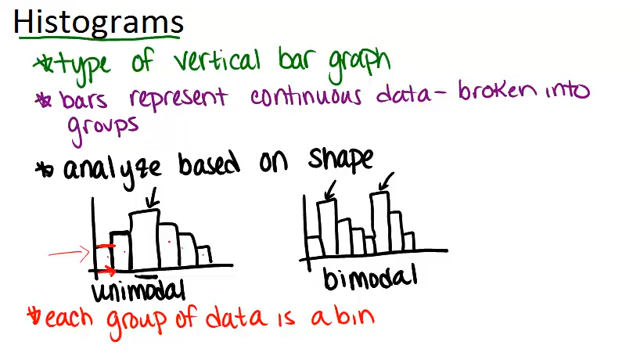 Histograms
*type of vertical bar graph
* bars represent continuous data - broken into
groups
* analyze based on shape
unimodal
bimodal
*each group of data is a bin